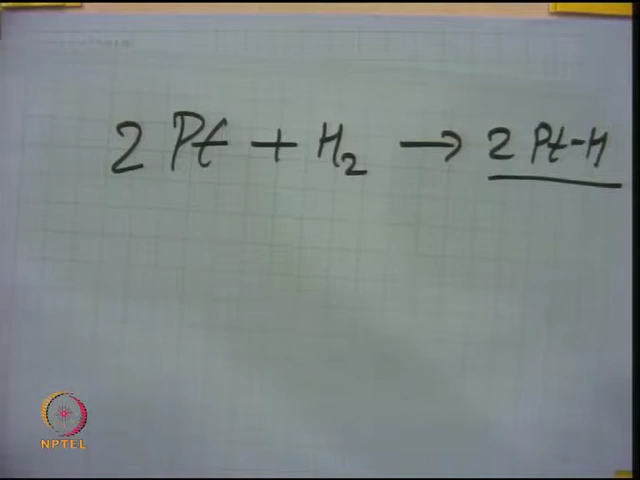 2 Pt + H₂ → 2 Pt-H
NPTEL